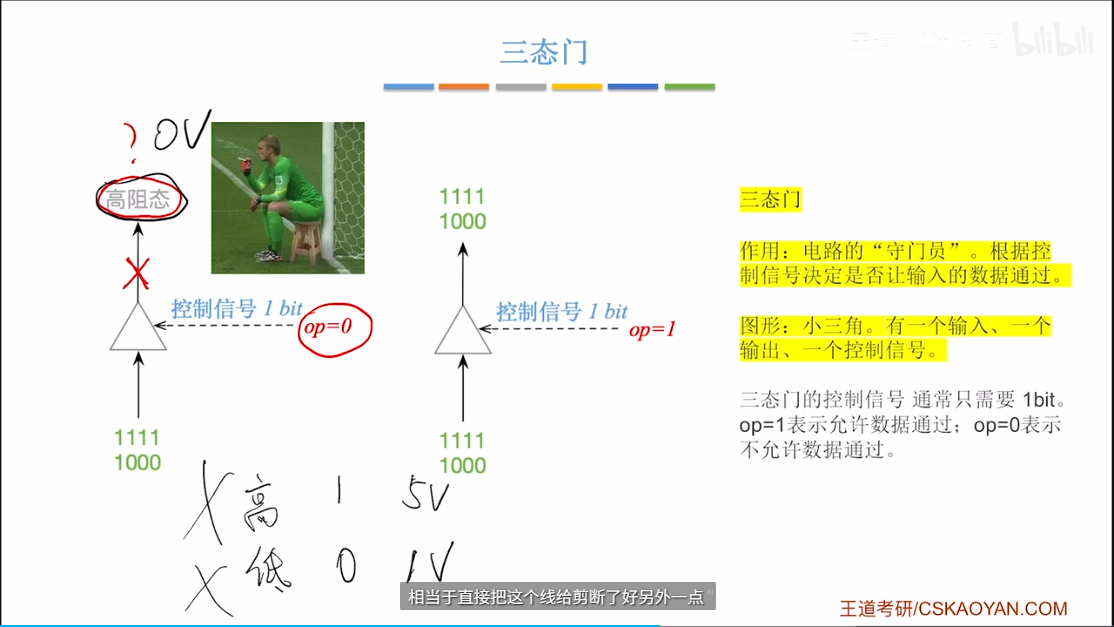 三态门
bilibili
? 0V
高阻态
控制信号 1 bit
op=0
1111
1000
1111
1000
控制信号 1 bit
op=1
1111
1000
1111
1000
X 高 1 5V
X 低 0 1V
三态门
作用：电路的“守门员”。根据控
制信号决定是否让输入的数据通过。
图形：小三角。有一个输入、一个
输出、一个控制信号。
三态门的控制信号 通常只需要 1bit。
op=1表示允许数据通过；op=0表示
不允许数据通过。
相当于直接把这个线给剪断了好另外一点
王道考研/CSKAOYAN.COM